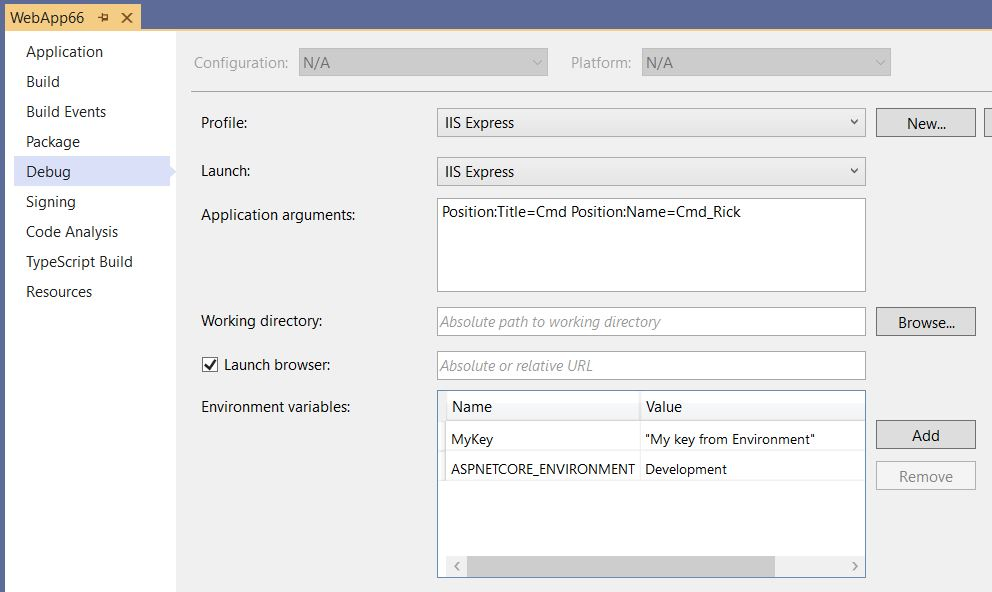 WebApp66
Application
Build
Build Events
Package
Debug
Signing
Code Analysis
TypeScript Build
Resources
Configuration: N/A Platform: N/A
Profile: IIS Express New...
Launch: IIS Express
Application arguments: Position:Title=Cmd Position:Name=Cmd_Rick
Working directory: Absolute path to working directory Browse...
Launch browser: Absolute or relative URL
Environment variables: Name Value
MyKey "My key from Environment" Add
ASPNETCORE_ENVIRONMENT Development Remove